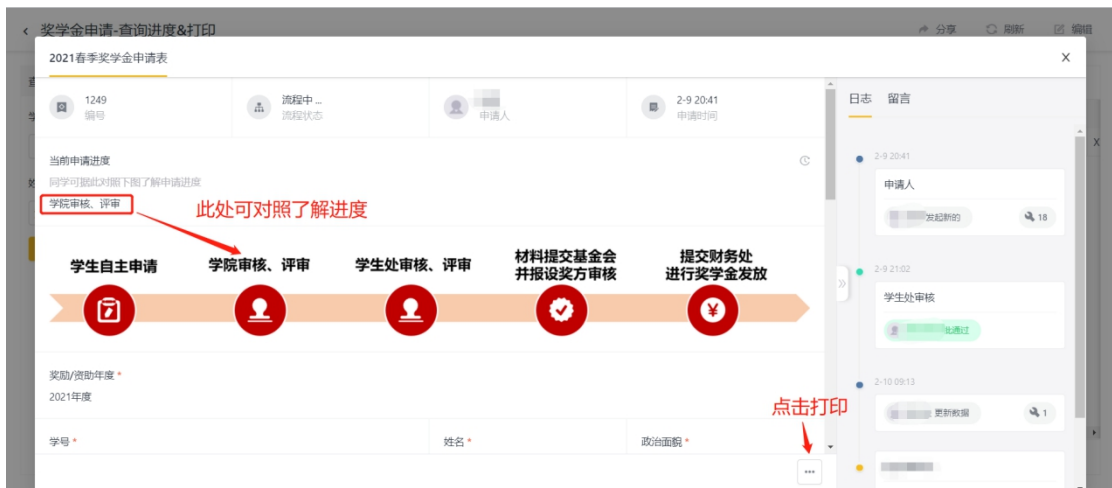 奖学金申请-查询进度&打印
分享
刷新
编辑
2021春季奖学金申请表
X
1249
编号
流程中 ...
流程状态
申请人
2-9 20:41
申请时间
日志
留言
当前申请进度
同学可据此对照下图了解申请进度
学院审核、评审
此处可对照了解进度
学生自主申请
学院审核、评审
学生处审核、评审
材料提交基金会
并报设奖方审核
提交财务处
进行奖学金发放
奖励/资助年度 *
2021年度
点击打印
学号 *
姓名 *
政治面貌 *
2-9 20:41
申请人
发起新的
18
2-9 21:02
学生处审核
批通过
2-10 09:13
更新数据
1
X